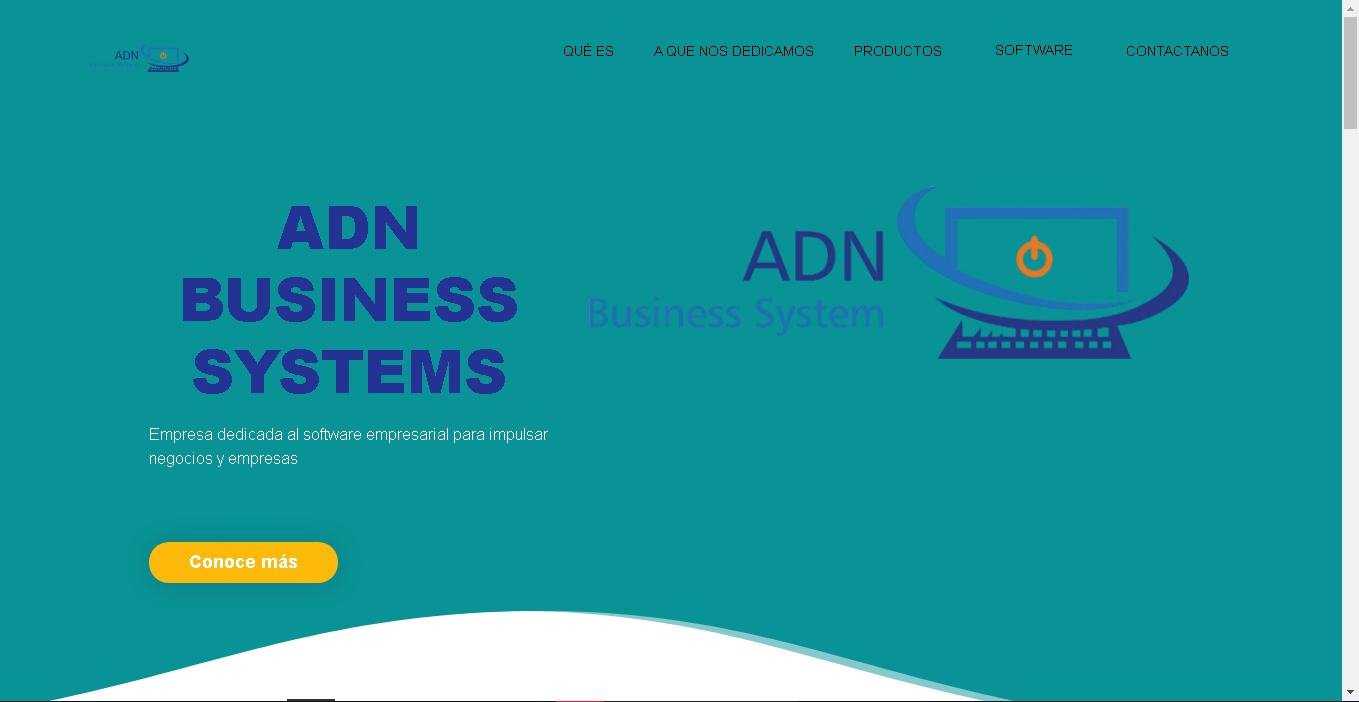 ADN
QUÉ ES
A QUE NOS DEDICAMOS
PRODUCTOS
SOFTWARE
CONTACTANOS
ADN
BUSINESS
SYSTEMS
Empresa dedicada al software empresarial para impulsar
negocios y empresas
Conoce más
ADN
Business System